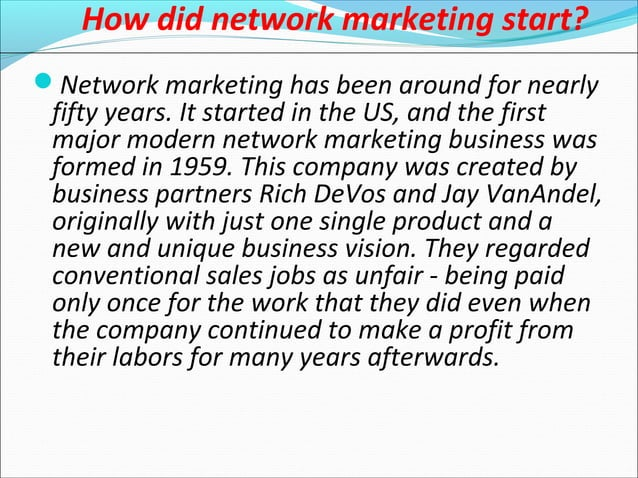 How did network marketing start?
Network marketing has been around for nearly
fifty years. It started in the US, and the first
major modern network marketing business was
formed in 1959. This company was created by
business partners Rich DeVos and Jay VanAndel,
originally with just one single product and a
new and unique business vision. They regarded
conventional sales jobs as unfair - being paid
only once for the work that they did even when
the company continued to make a profit from
their labors for many years afterwards.